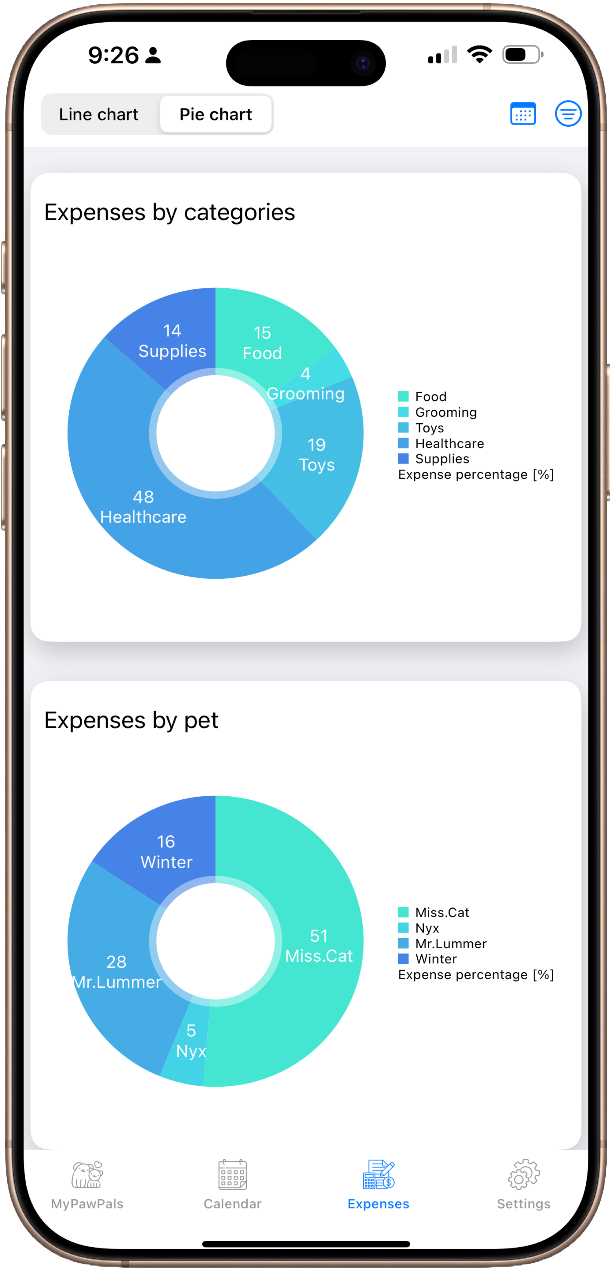 9:26
Line chart
Pie chart
Expenses by categories
14
Supplies
15
Food
4
Grooming
19
Toys
48
Healthcare
Food
Grooming
Toys
Healthcare
Supplies
Expense percentage [%]
Expenses by pet
16
Winter
51
Miss.Cat
28
Mr.Lummer
5
Nyx
Miss.Cat
Nyx
Mr.Lummer
Winter
Expense percentage [%]
MyPawPals
Calendar
Expenses
Settings